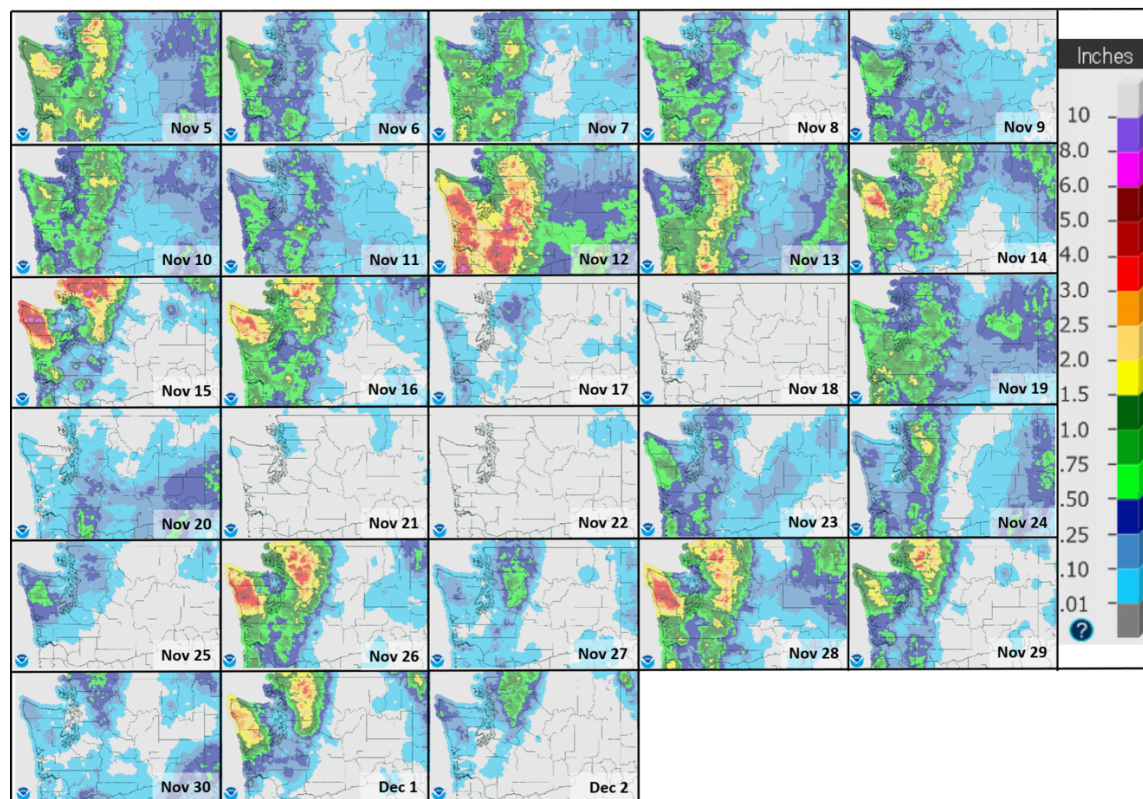 Nov 5
Nov 6
Nov 7
Nov 8
Nov 9
Inches
10
8.0
6.0
5.0
4.0
3.0
2.5
2.0
1.5
1.0
.75
.50
.25
.10
.01
?
Nov 10
Nov 11
Nov 12
Nov 13
Nov 14
Nov 15
Nov 16
Nov 17
Nov 18
Nov 19
Nov 20
Nov 21
Nov 22
Nov 23
Nov 24
Nov 25
Nov 26
Nov 27
Nov 28
Nov 29
Nov 30
Dec 1
Dec 2